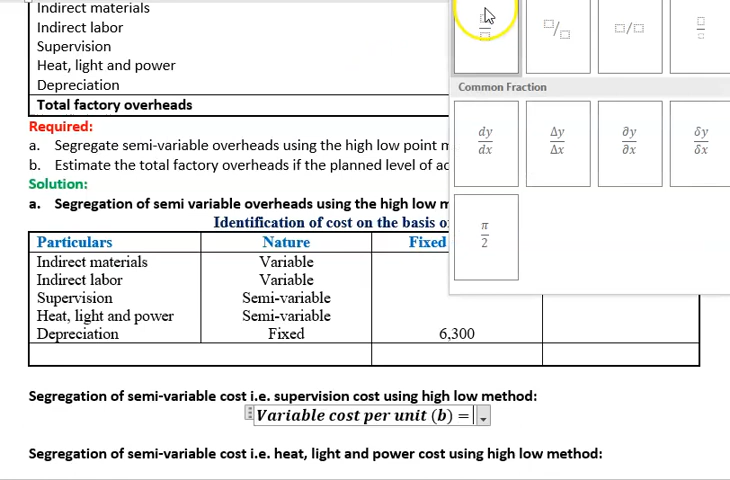 Indirect materials
Indirect labor
Supervision
Heat, light and power
Depreciation
Total factory overheads
Required:
a. Segregate semi-variable overheads using the high low point
b. Estimate the total factory overheads if the planned level of
Solution:
a. Segregation of semi variable overheads using the high low
Identification of cost on the basis
Particulars Nature Fixed
Indirect materials Variable
Indirect labor Variable
Supervision Semi-variable
Heat, light and power Semi-variable
Depreciation Fixed 6,300
Segregation of semi-variable cost i.e. supervision cost using high low method:
Variable cost per unit (b) =
Segregation of semi-variable cost i.e. heat, light and power cost using high low method:
Common Fraction
dy/dx Δy/Δx ∂y/∂x δy/δx
π/2